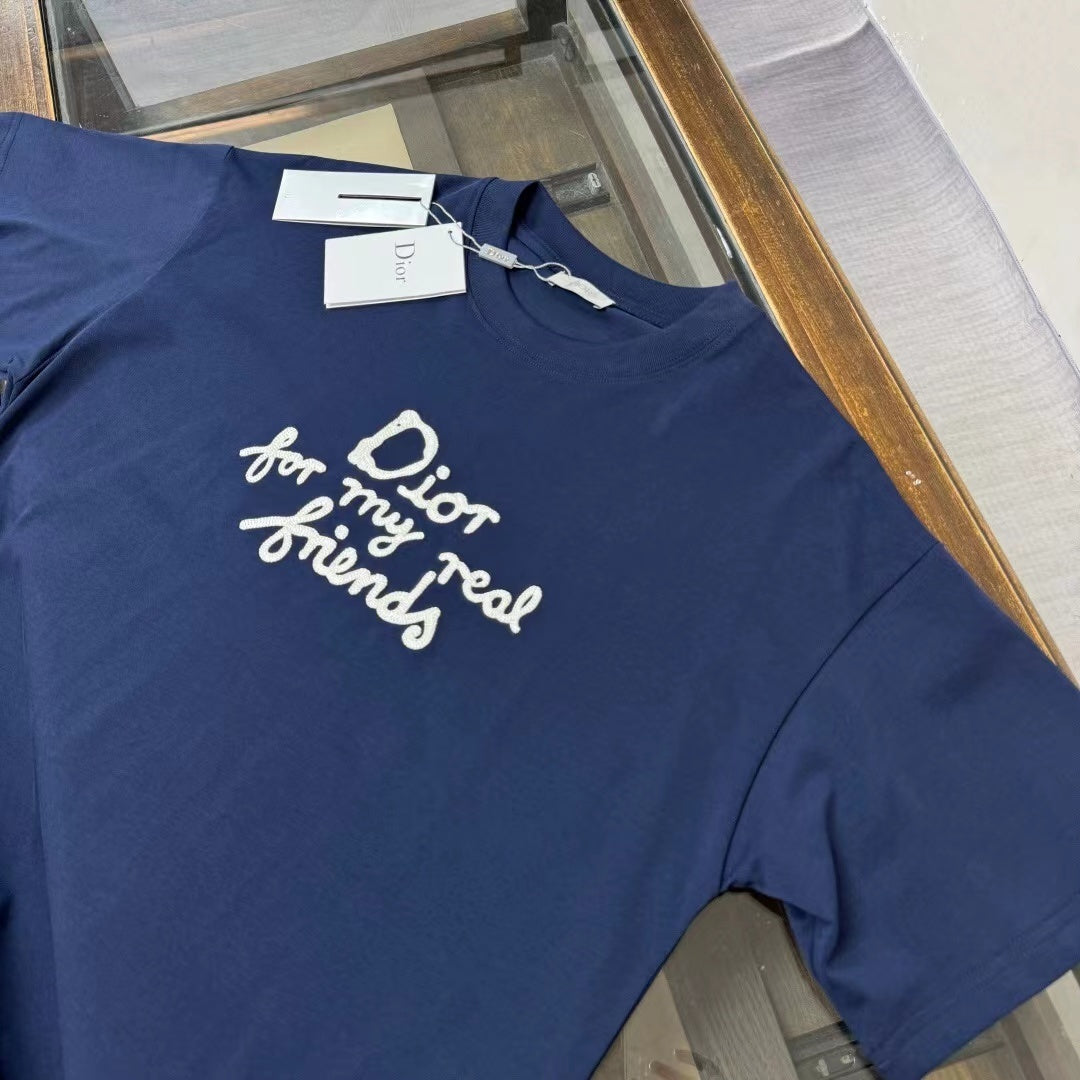 Dior
Dior
for my real
friends